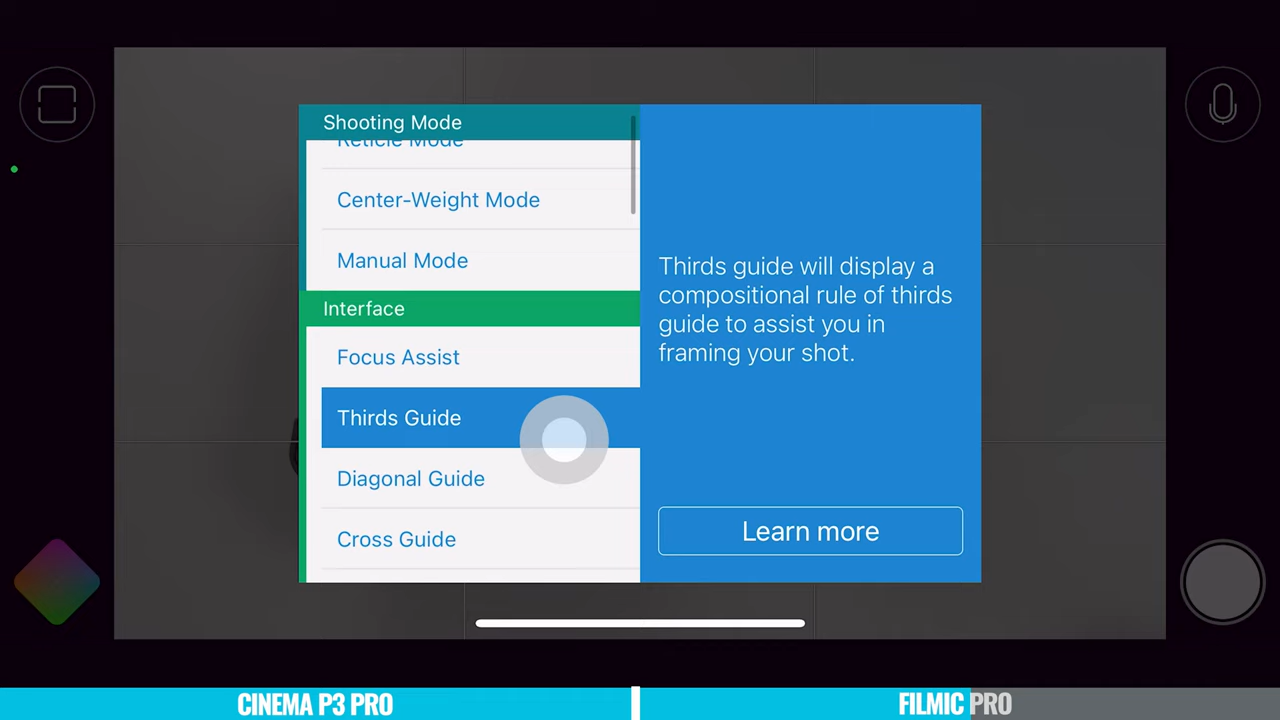 Shooting Mode
Reticle Mode
Center-Weight Mode
Manual Mode
Interface
Focus Assist
Thirds Guide
Diagonal Guide
Cross Guide
Thirds guide will display a
compositional rule of thirds
guide to assist you in
framing your shot.
Learn more
CINEMA P3 PRO
FILMIC PRO